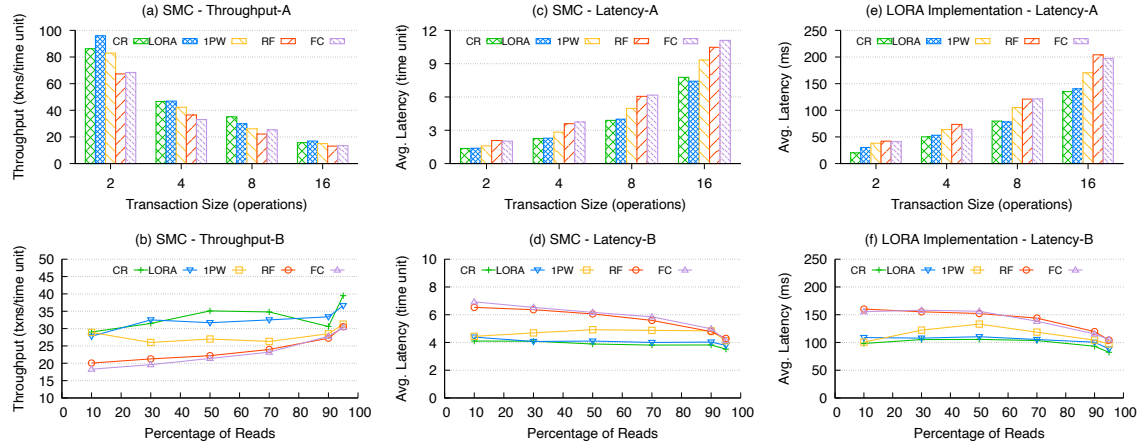 (a) SMC - Throughput-A
Throughput (txns/time unit)
100
80
60
40
20
0
CR LORA 1PW RF FC
2 4 8 16
Transaction Size (operations)
(c) SMC - Latency-A
Avg. Latency (time unit)
12
9
6
3
0
CR LORA 1PW RF FC
2 4 8 16
Transaction Size (operations)
(e) LORA Implementation - Latency-A
Avg. Latency (ms)
250
200
150
100
50
0
CR LORA 1PW RF FC
2 4 8 16
Transaction Size (operations)
(b) SMC - Throughput-B
Throughput (txns/time unit)
50
45
40
35
30
25
20
15
10
CR LORA 1PW RF FC
0 10 20 30 40 50 60 70 80 90 100
Percentage of Reads
(d) SMC - Latency-B
Avg. Latency (time unit)
10
8
6
4
2
0
CR LORA 1PW RF FC
0 10 20 30 40 50 60 70 80 90 100
Percentage of Reads
(f) LORA Implementation - Latency-B
Avg. Latency (ms)
250
200
150
100
50
0
CR LORA 1PW RF FC
0 10 20 30 40 50 60 70 80 90 100
Percentage of Reads